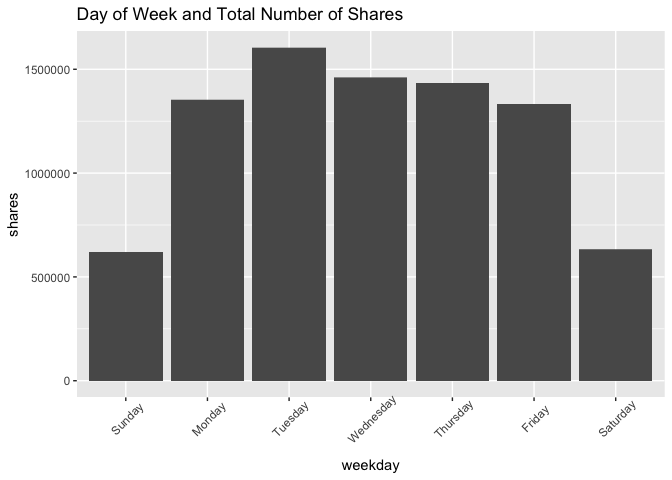 Day of Week and Total Number of Shares
shares
1500000
1000000
500000
0
Sunday
Monday
Tuesday
Wednesday
Thursday
Friday
Saturday
weekday